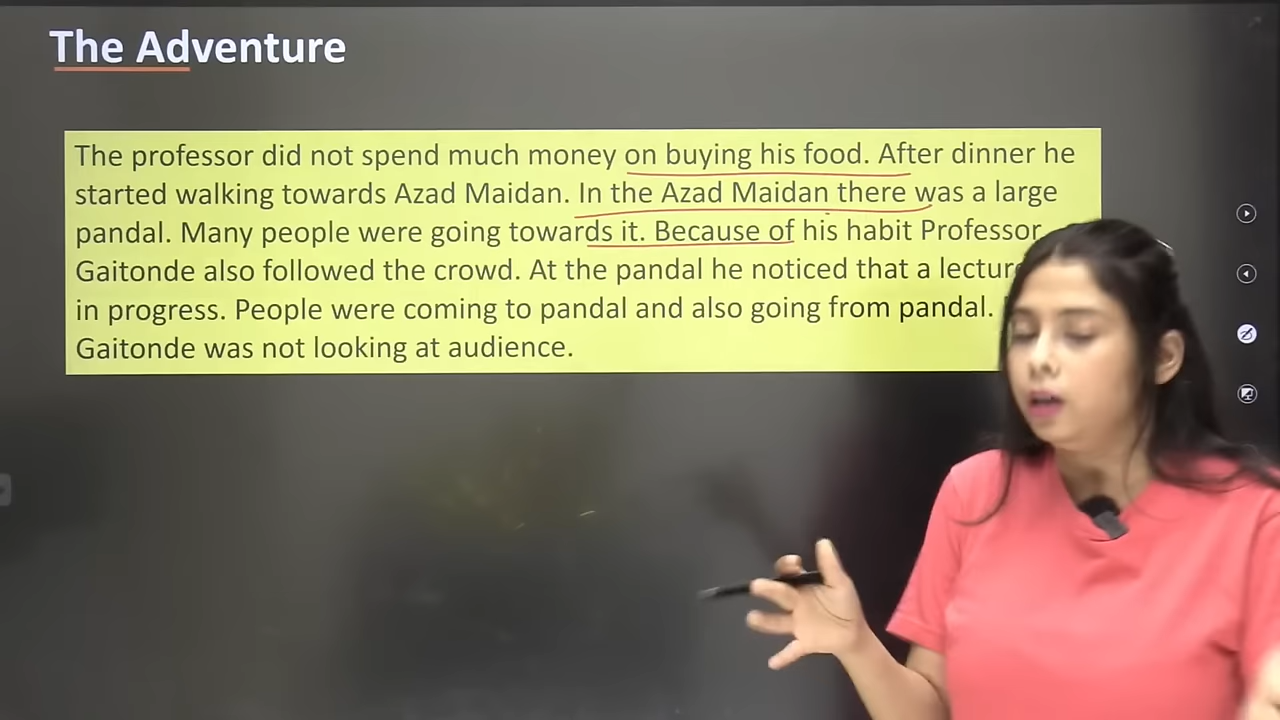 The Adventure
The professor did not spend much money on buying his food. After dinner he
started walking towards Azad Maidan. In the Azad Maidan there was a large
pandal. Many people were going towards it. Because of his habit Professor
Gaitonde also followed the crowd. At the pandal he noticed that a
in progress. People were coming to pandal and also going from pandal.
Gaitonde was not looking at audience.